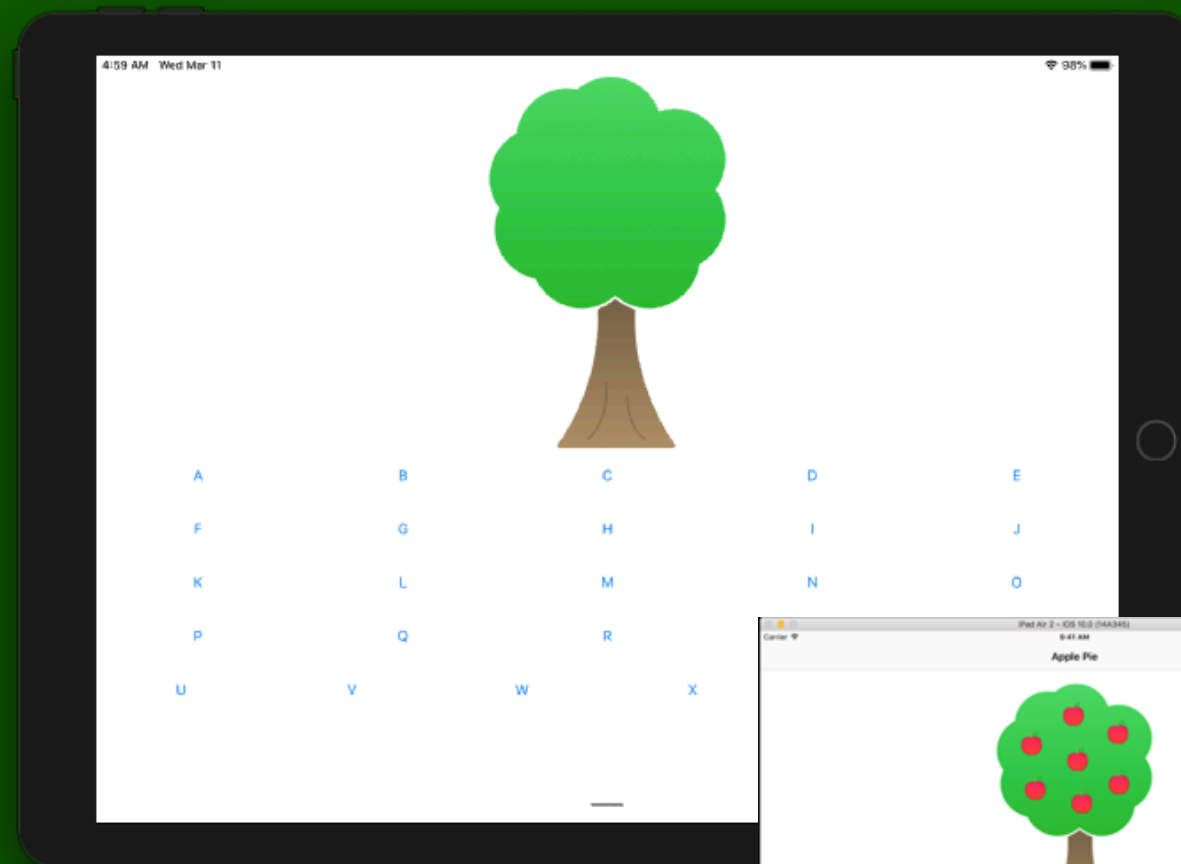 4:59 AM Wed Mar 11 98%
A B C D E
F G H I J
K L M N O
P Q R
U V W X
iPad Air 2 – iOS 10.0 (14A345)
Carrier 9:41 AM
Apple Pie